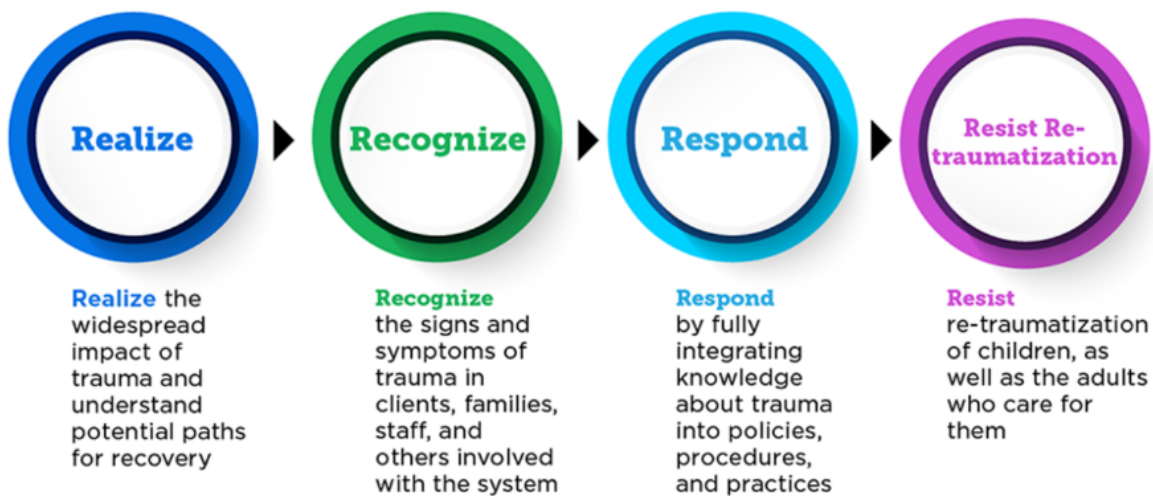 Realize
Recognize
Respond
Resist Re-
traumatization
Realize the
widespread
impact of
trauma and
understand
potential paths
for recovery
Recognize
the signs and
symptoms of
trauma in
clients, families,
staff, and
others involved
with the system
Respond
by fully
integrating
knowledge
about trauma
into policies,
procedures,
and practices
Resist
re-traumatization
of children, as
well as the adults
who care for
them